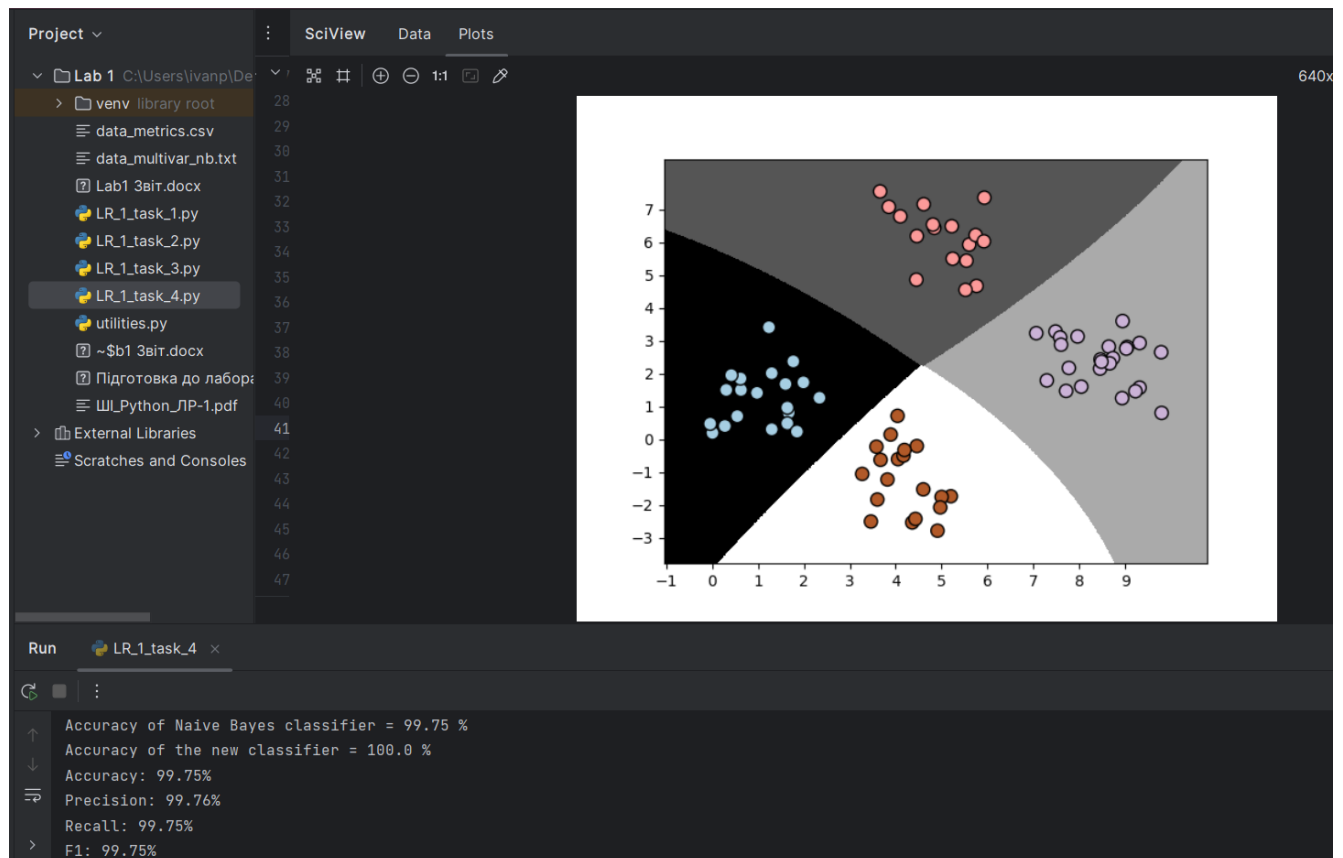 Project
SciView Data Plots
Lab 1 C:\Users\ivanp\De
1:1
640x
venv library root
data_metrics.csv
data_multivar_nb.txt
Lab1 Звіт.docx
LR_1_task_1.py
LR_1_task_2.py
LR_1_task_3.py
LR_1_task_4.py
utilities.py
~$b1 Звіт.docx
Підготовка до лабора
ШІ_Python_ЛР-1.pdf
External Libraries
Scratches and Consoles
28
29
30
31
32
33
34
35
36
37
38
39
40
41
42
43
44
45
46
47
7
6
5
4
3
2
1
0
−1
−2
−3
−1 0 1 2 3 4 5 6 7 8 9
Run LR_1_task_4
Accuracy of Naive Bayes classifier = 99.75 %
Accuracy of the new classifier = 100.0 %
Accuracy: 99.75%
Precision: 99.76%
Recall: 99.75%
F1: 99.75%